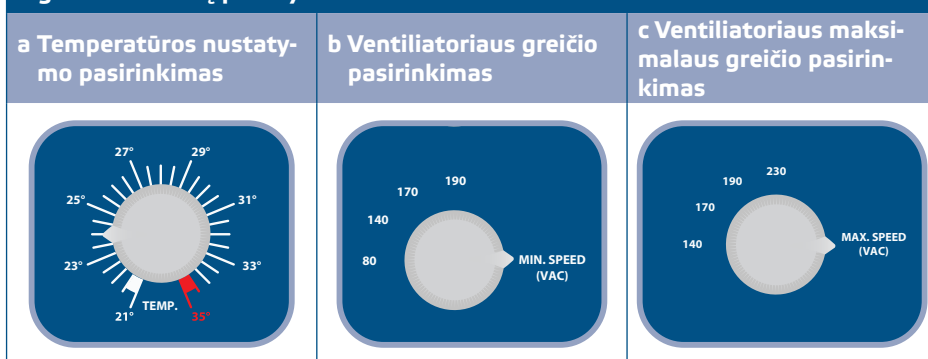 a Temperatūros nustaty-
mo pasirinkimas
b Ventiliatoriaus greičio
pasirinkimas
c Ventiliatoriaus maksi-
malaus greičio pasirin-
kimas
27°
29°
25°
31°
23°
33°
21°
TEMP.
35°
190
170
140
80
MIN. SPEED
(VAC)
230
190
170
140
MAX. SPEED
(VAC)